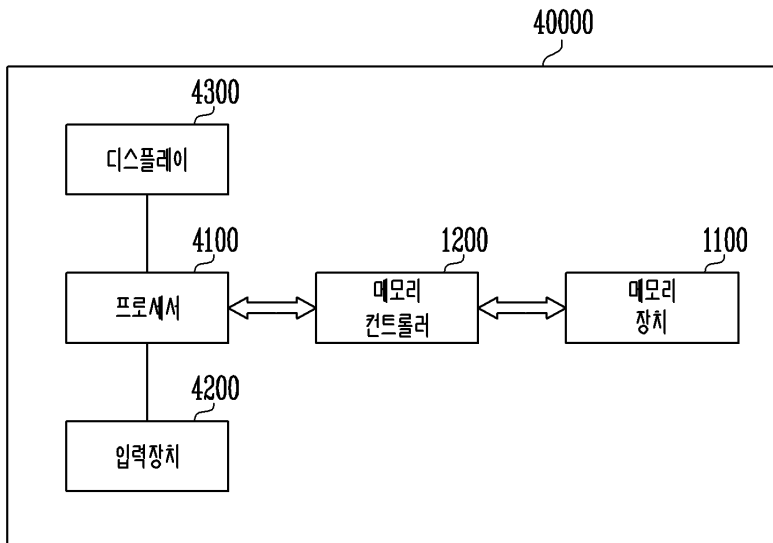 40000
4300
디스플레이
4100
프로세서
1200
메모리
컨트롤러
1100
메모리
장치
4200
입력장치